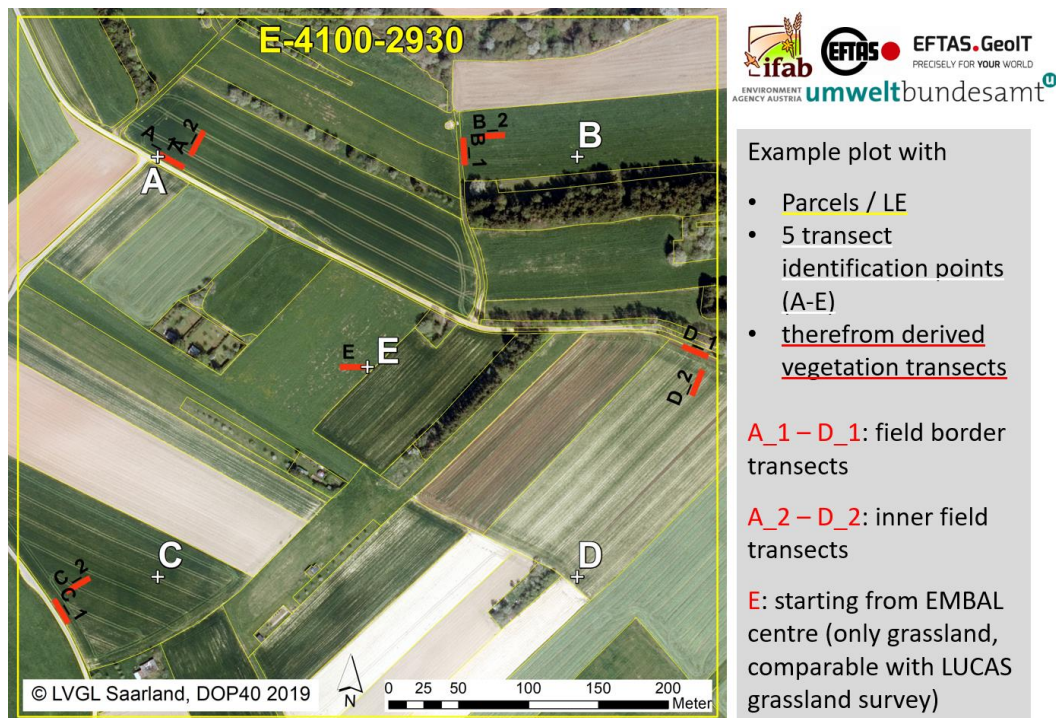 E-4100-2930
A_1
A_2
A
B_2
B_1
B
E
E
D_1
D_2
C
C_2
C_1
D
© LVGL Saarland, DOP40 2019
N
0 25 50 100 150 200
Meter
ifab
EFTAS
EFTAS.GeoIT
PRECISELY FOR YOUR WORLD
ENVIRONMENT
AGENCY AUSTRIA umweltbundesamt u
Example plot with
• Parcels / LE
• 5 transect
identification points
(A-E)
• therefrom derived
vegetation transects
A_1 – D_1: field border
transects
A_2 – D_2: inner field
transects
E: starting from EMBAL
centre (only grassland,
comparable with LUCAS
grassland survey)